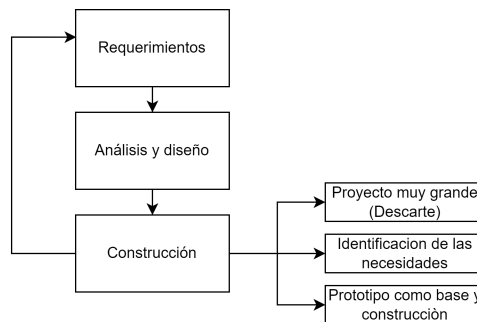 Requerimientos
Análisis y diseño
Construcción
Proyecto muy grande
(Descarte)
Identificacion de las
necesidades
Prototipo como base y
construcciòn